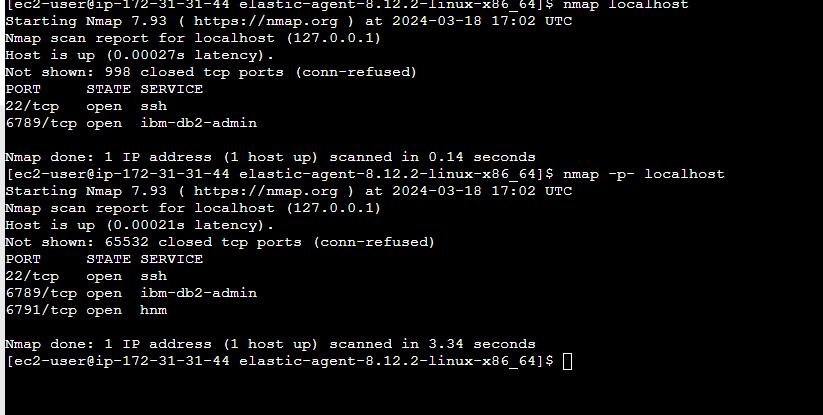 [ec2-user@ip-172-31-31-44 elastic-agent-8.12.2-linux-x86_64]$ nmap localhost
Starting Nmap 7.93 ( https://nmap.org ) at 2024-03-18 17:02 UTC
Nmap scan report for localhost (127.0.0.1)
Host is up (0.00027s latency).
Not shown: 998 closed tcp ports (conn-refused)
PORT     STATE SERVICE
22/tcp   open  ssh
6789/tcp open  ibm-db2-admin

Nmap done: 1 IP address (1 host up) scanned in 0.14 seconds
[ec2-user@ip-172-31-31-44 elastic-agent-8.12.2-linux-x86_64]$ nmap -p- localhost
Starting Nmap 7.93 ( https://nmap.org ) at 2024-03-18 17:02 UTC
Nmap scan report for localhost (127.0.0.1)
Host is up (0.00021s latency).
Not shown: 65532 closed tcp ports (conn-refused)
PORT     STATE SERVICE
22/tcp   open  ssh
6789/tcp open  ibm-db2-admin
6791/tcp open  hnm

Nmap done: 1 IP address (1 host up) scanned in 3.34 seconds
[ec2-user@ip-172-31-31-44 elastic-agent-8.12.2-linux-x86_64]$